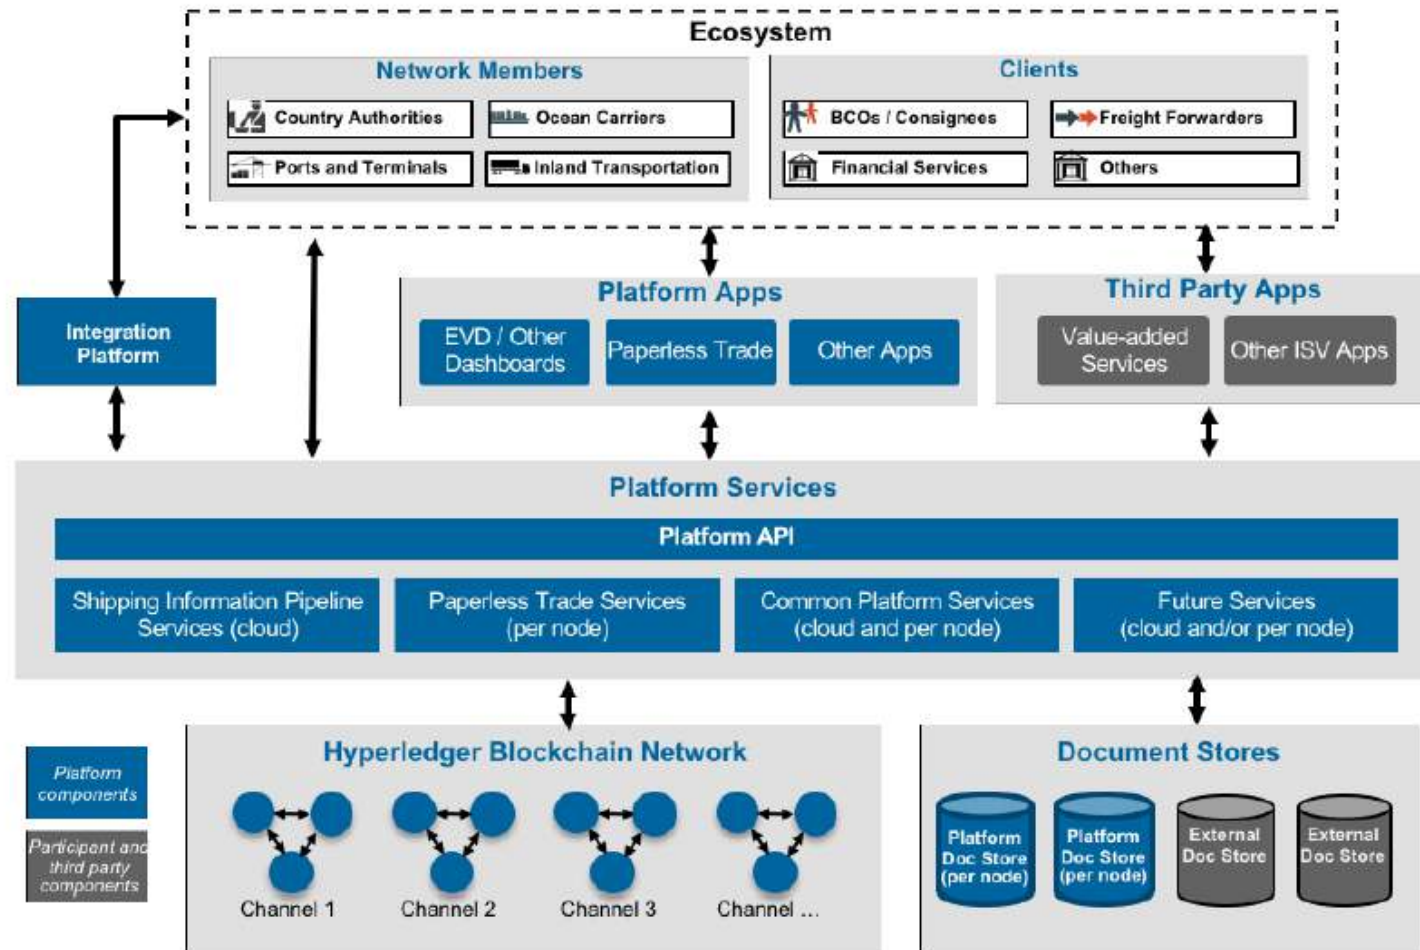 Ecosystem
Network Members
Clients
Country Authorities
Ocean Carriers
BCOs / Consignees
Freight Forwarders
Ports and Terminals
Inland Transportation
Financial Services
Others
Integration
Platform
Platform Apps
EVD / Other
Dashboards
Paperless Trade
Other Apps
Third Party Apps
Value-added
Services
Other ISV Apps
Platform Services
Platform API
Shipping Information Pipeline
Services (cloud)
Paperless Trade Services
(per node)
Common Platform Services
(cloud and per node)
Future Services
(cloud and/or per node)
Platform
components
Participant and
third party
components
Hyperledger Blockchain Network
Channel 1
Channel 2
Channel 3
Channel ...
Document Stores
Platform
Doc Store
(per node)
Platform
Doc Store
(per node)
External
Doc Store
External
Doc Store